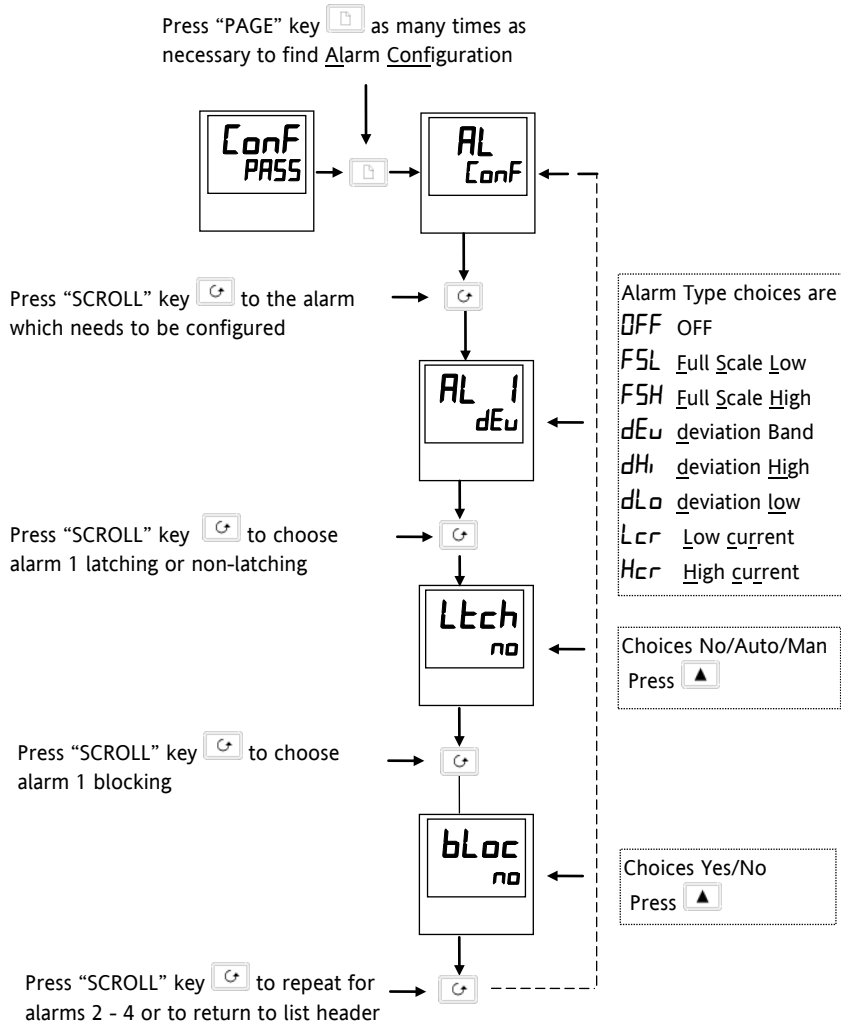 Press “PAGE” key as many times as
necessary to find Alarm Configuration
ConF
PASS
AL
ConF
Press “SCROLL” key to the alarm
which needs to be configured
AL 1
dEv
Alarm Type choices are
OFF OFF
FSL Full Scale Low
FSH Full Scale High
dEv deviation Band
dHi deviation High
dLo deviation low
Lcr Low current
Hcr High current
Press “SCROLL” key to choose
alarm 1 latching or non-latching
Ltch
no
Choices No/Auto/Man
Press
Press “SCROLL” key to choose
alarm 1 blocking
bLoc
no
Choices Yes/No
Press
Press “SCROLL” key to repeat for
alarms 2 - 4 or to return to list header